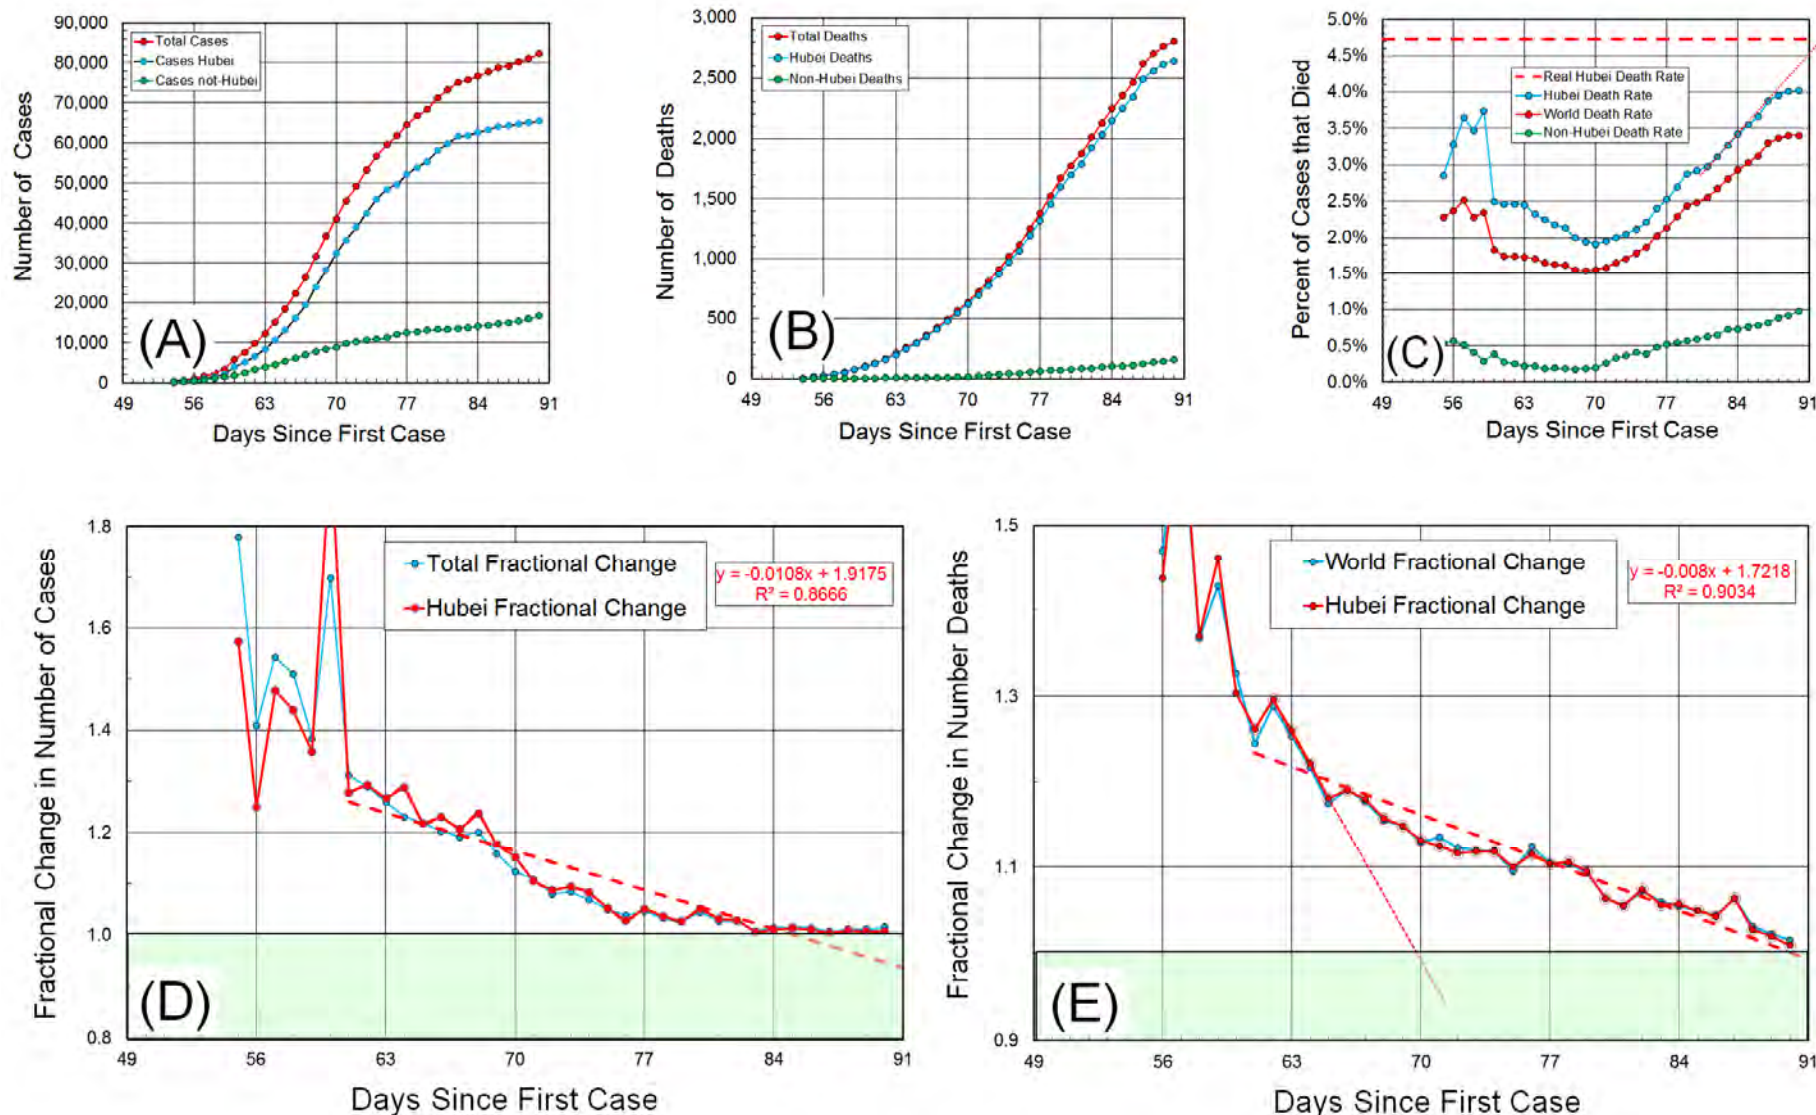 90,000
80,000
70,000
60,000
50,000
40,000
30,000
20,000
10,000
0
Number of Cases
Total Cases
Cases Hubei
Cases not-Hubei
(A)
49 56 63 70 77 84 91
Days Since First Case
3,000
2,500
2,000
1,500
1,000
500
0
Number of Deaths
Total Deaths
Hubei Deaths
Non-Hubei Deaths
(B)
49 56 63 70 77 84 91
Days Since First Case
5.0%
4.5%
4.0%
3.5%
3.0%
2.5%
2.0%
1.5%
1.0%
0.5%
0.0%
Percent of Cases that Died
Real Hubei Death Rate
Hubei Death Rate
World Death Rate
Non-Hubei Death Rate
(C)
49 56 63 70 77 84 91
Days Since First Case
1.8
1.6
1.4
1.2
1.0
0.8
Fractional Change in Number of Cases
Total Fractional Change
Hubei Fractional Change
y = -0.0108x + 1.9175
R² = 0.8666
(D)
49 56 63 70 77 84 91
Days Since First Case
1.5
1.3
1.1
0.9
Fractional Change in Number Deaths
World Fractional Change
Hubei Fractional Change
y = -0.008x + 1.7218
R² = 0.9034
(E)
49 56 63 70 77 84 91
Days Since First Case